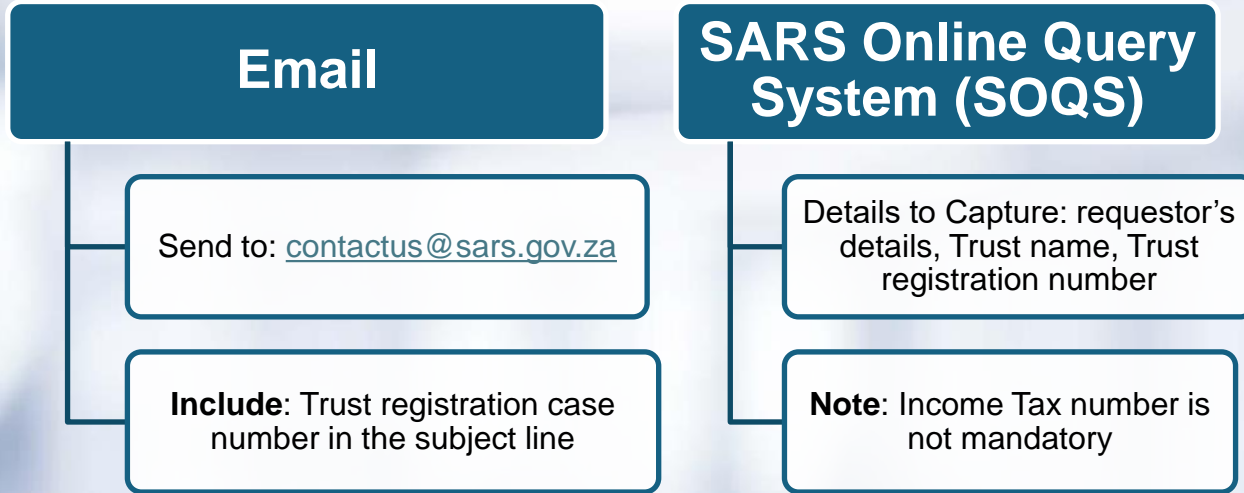 Email
Send to: contactus@sars.gov.za
Include: Trust registration case
number in the subject line
SARS Online Query
System (SOQS)
Details to Capture: requestor's
details, Trust name, Trust
registration number
Note: Income Tax number is
not mandatory